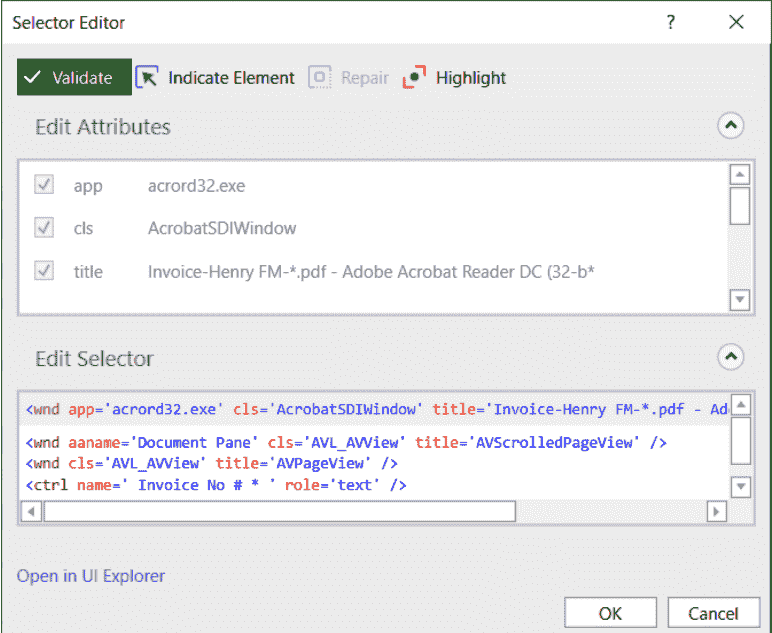 Selector Editor ?
Validate Indicate Element Repair Highlight
Edit Attributes
app acrord32.exe
cls AcrobatSDIWindow
title Invoice-Henry FM-*.pdf - Adobe Acrobat Reader DC (32-b*
Edit Selector
<wnd app='acrord32.exe' cls='AcrobatSDIWindow' title='Invoice-Henry FM-*.pdf - Ad
<wnd aaname='Document Pane' cls='AVL_AVView' title='AVScrolledPageView' />
<wnd cls='AVL_AVView' title='AVPageView' />
<ctrl name=' Invoice No # * ' role='text' />
Open in UI Explorer
OK Cancel